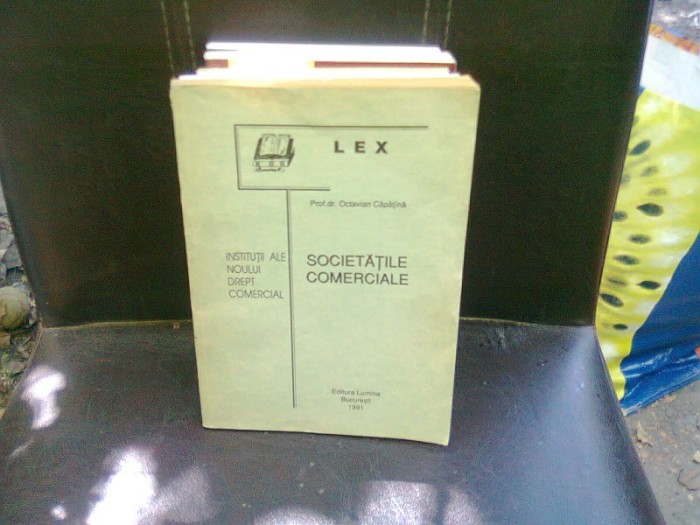 LEX
Prof.dr. Octavian Căpățînă
INSTITUȚII ALE
NOULUI
DREPT
COMERCIAL
SOCIETĂȚILE
COMERCIALE
Editura Lumina
București
1991